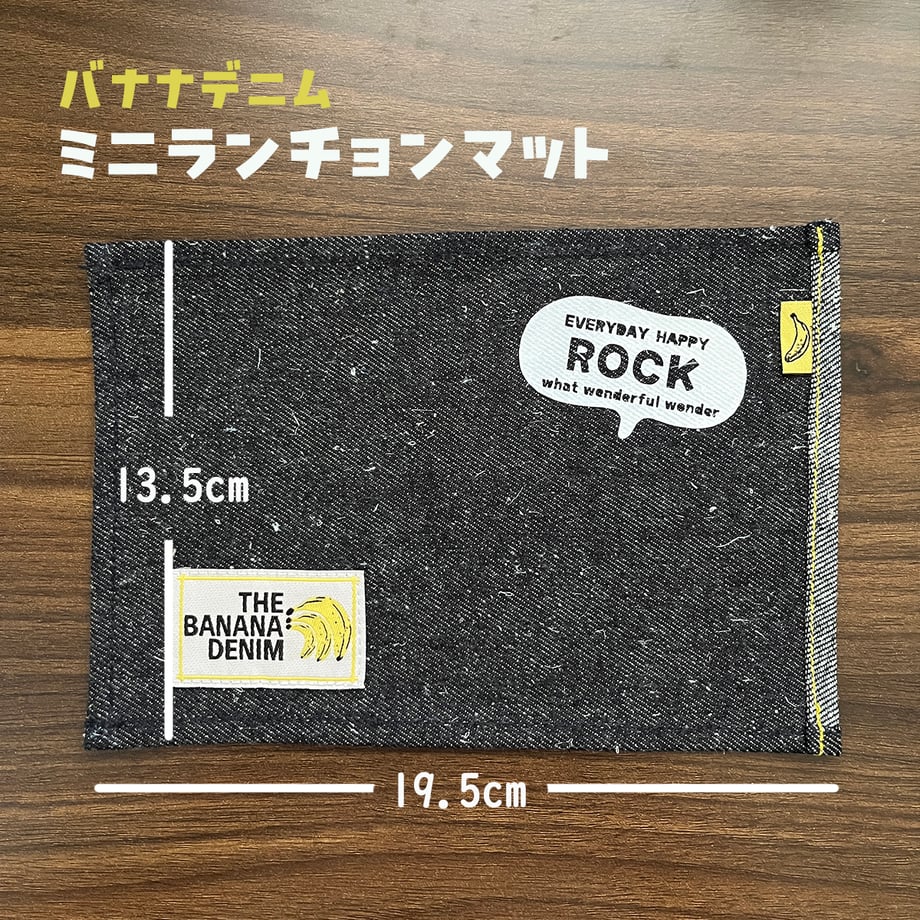 バナナデニム
ミニランチョンマット
EVERYDAY HAPPY
ROCK
what wonderful wonder
13.5cm
THE
BANANA
DENIM
19.5cm